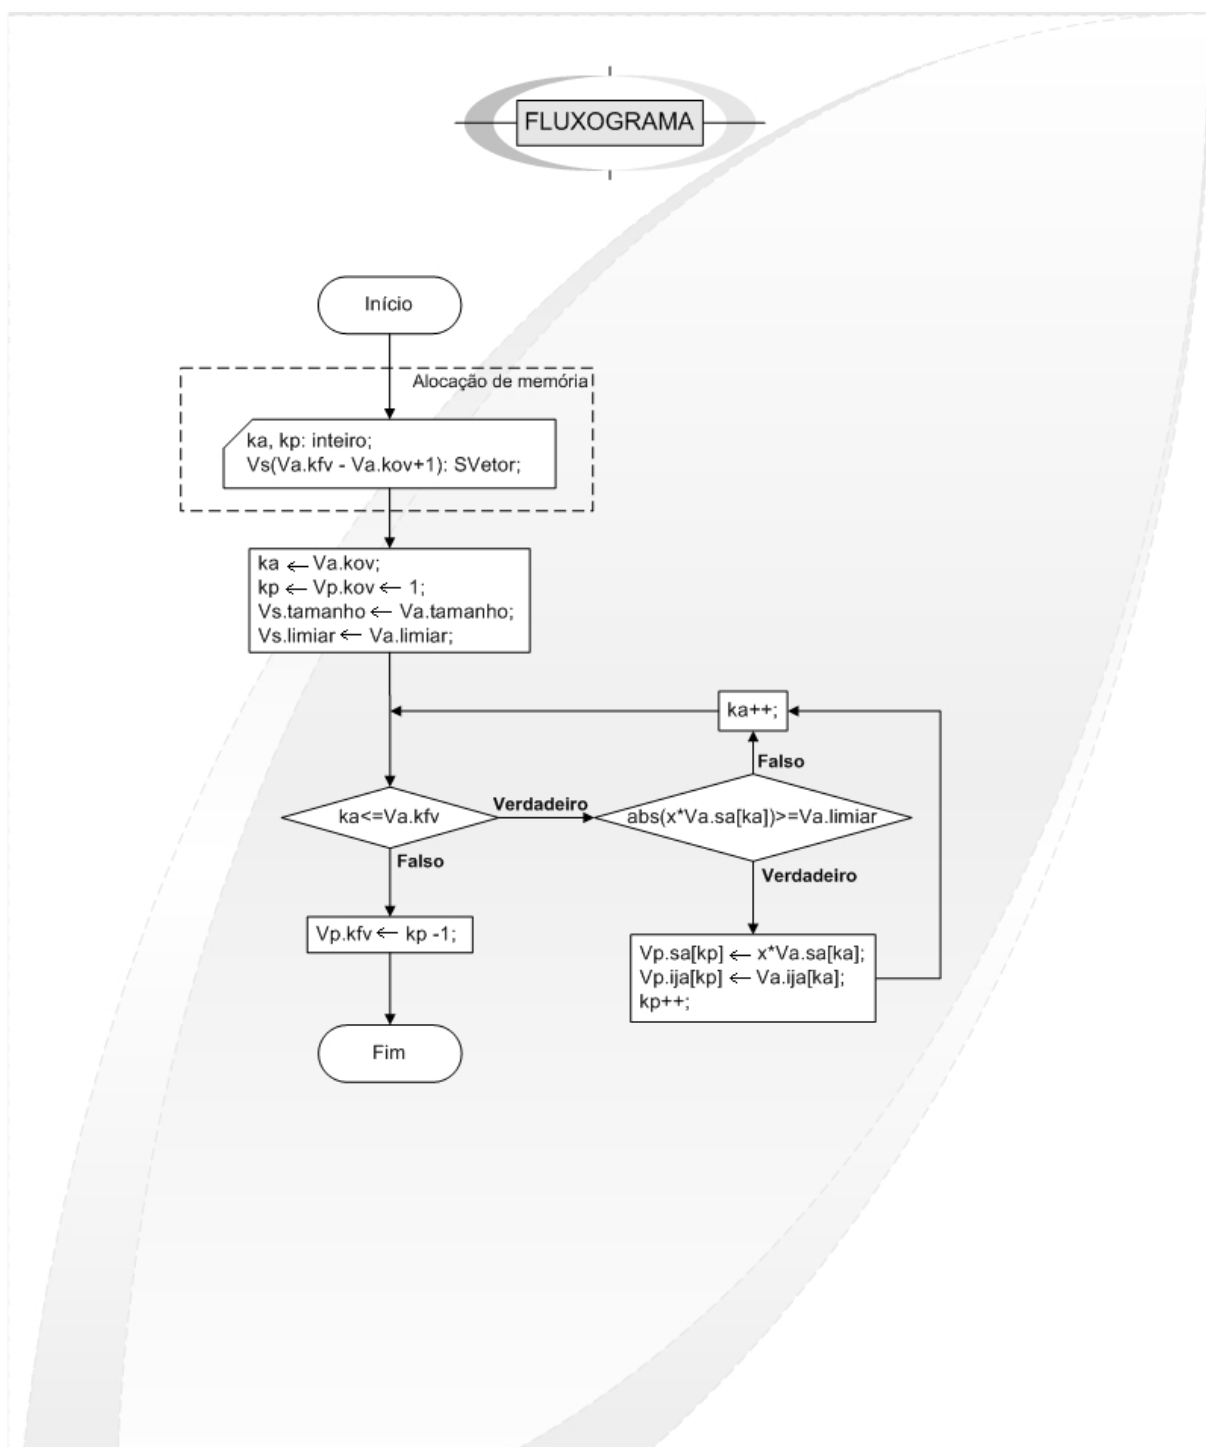 FLUXOGRAMA
Início
Alocação de memória
ka, kp: inteiro;
Vs(Va.kfv - Va.kov+1): SVetor;
ka ← Va.kov;
kp ← Vp.kov ← 1;
Vs.tamanho ← Va.tamanho;
Vs.limiar ← Va.limiar;
ka++;
Falso
ka<=Va.kfv
Verdadeiro
abs(x*Va.sa[ka])>=Va.limiar
Falso
Verdadeiro
Vp.kfv ← kp -1;
Vp.sa[kp] ← x*Va.sa[ka];
Vp.ija[kp] ← Va.ija[ka];
kp++;
Fim